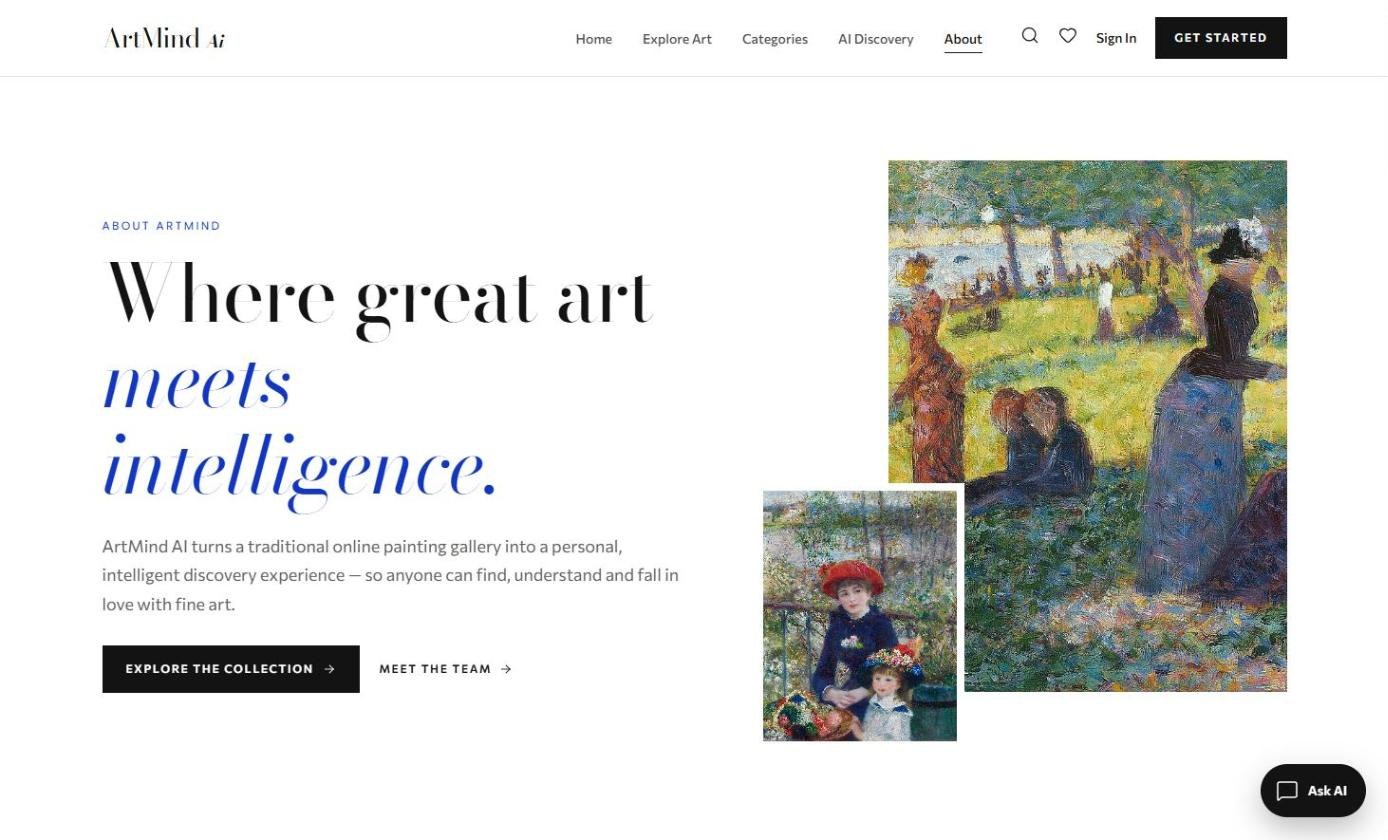 ArtMind Ai
Home Explore Art Categories AI Discovery About Sign In GET STARTED
ABOUT ARTMIND
Where great art
meets
intelligence.
ArtMind AI turns a traditional online painting gallery into a personal,
intelligent discovery experience — so anyone can find, understand and fall in
love with fine art.
EXPLORE THE COLLECTION → MEET THE TEAM →
Ask AI